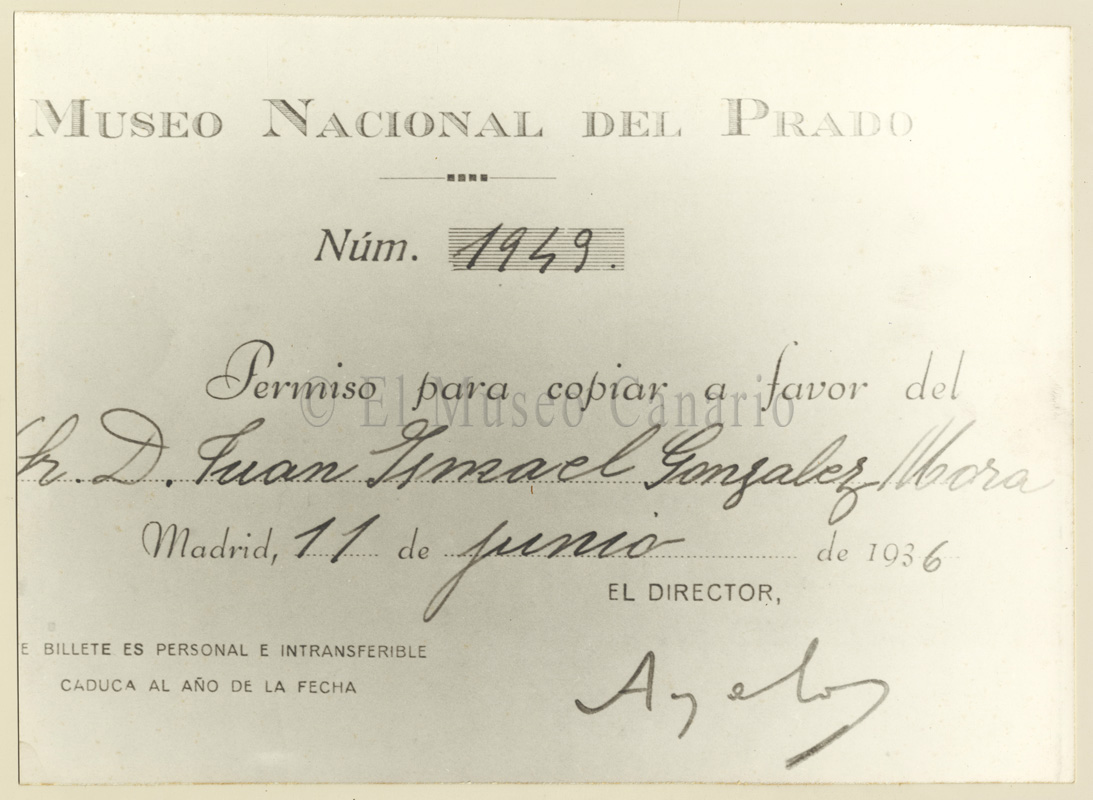 MUSEO NACIONAL DEL PRADO
Núm. 1949.
Permiso para copiar a favor del
© El Museo Canario
Sr. D. Juan Ismael Gonzalez Mora
Madrid, 11 de junio de 1936
EL DIRECTOR,
E BILLETE ES PERSONAL E INTRANSFERIBLE
CADUCA AL AÑO DE LA FECHA